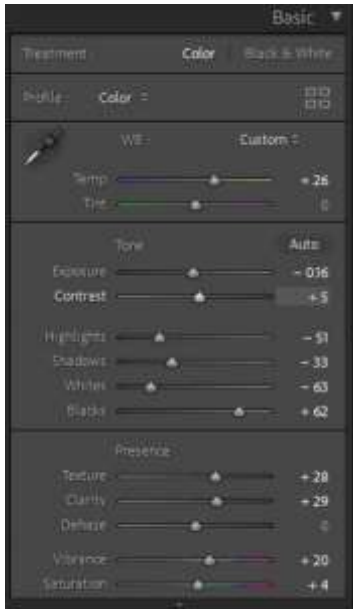 Basic
Treatment : Color Black & White
Profile : Color
WB : Custom
Temp + 26
Tint 0
Tone Auto
Exposure − 0.16
Contrast + 5
Highlights − 51
Shadows − 33
Whites − 63
Blacks + 62
Presence
Texture + 28
Clarity + 29
Dehaze 0
Vibrance + 20
Saturation + 4